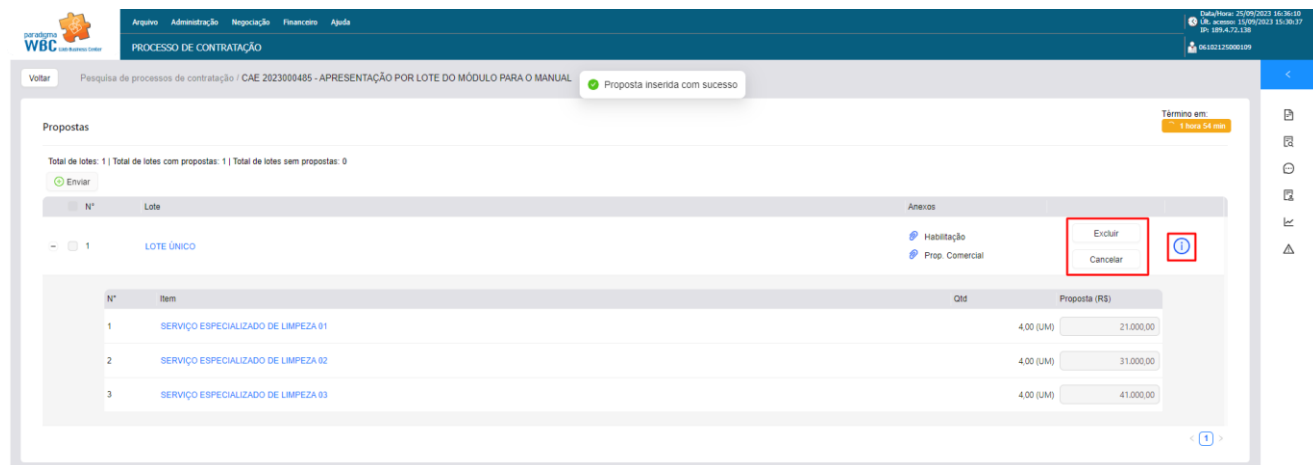 Arquivo Administração Negociação Financeiro Ajuda
Data/Hora: 25/09/2023 16:36:10
Últ. acesso: 15/09/2023 15:30:37
IP: 189.4.72.138
paradigma
WBC
PROCESSO DE CONTRATAÇÃO
06102125000109
Voltar Pesquisa de processos de contratação / CAE 2023000485 - APRESENTAÇÃO POR LOTE DO MÓDULO PARA O MANUAL
Proposta inserida com sucesso
Propostas
Término em:
1 hora 54 min
Total de lotes: 1 | Total de lotes com propostas: 1 | Total de lotes sem propostas: 0
Enviar
N° Lote Anexos
1 LOTE ÚNICO
Habilitação
Prop. Comercial
Excluir
Cancelar
N° Item Qtd Proposta (R$)
1 SERVIÇO ESPECIALIZADO DE LIMPEZA 01 4,00 (UM) 21.000,00
2 SERVIÇO ESPECIALIZADO DE LIMPEZA 02 4,00 (UM) 31.000,00
3 SERVIÇO ESPECIALIZADO DE LIMPEZA 03 4,00 (UM) 41.000,00
< 1 >